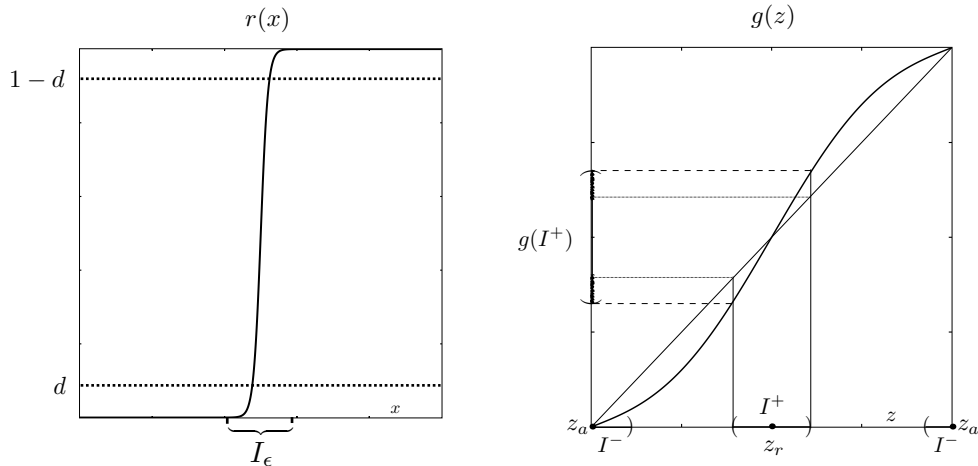 r(x)
1 − d
d
x
I_ϵ
g(z)
g(I⁺)
I⁺
z
z_a
z_a
I⁻
z_r
I⁻